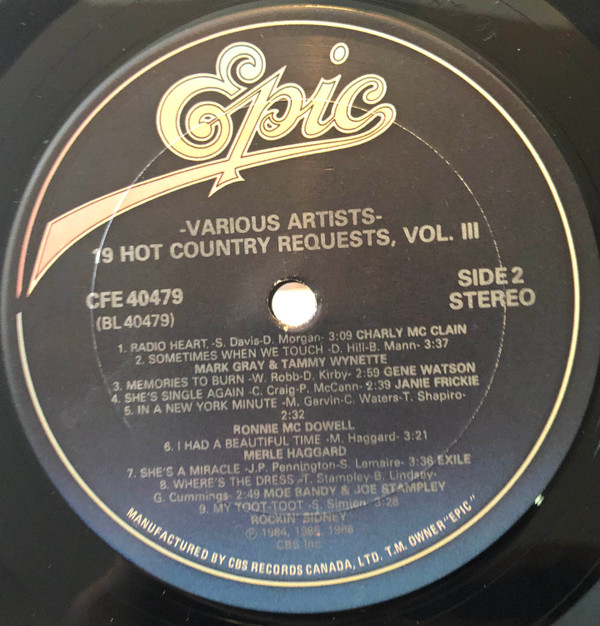 Epic
-VARIOUS ARTISTS-
19 HOT COUNTRY REQUESTS, VOL. III
CFE 40479
(BL 40479)
SIDE 2
STEREO
1. RADIO HEART -S. Davis-D. Morgan- 3:09 CHARLY MC CLAIN
2. SOMETIMES WHEN WE TOUCH -D. Hill-B. Mann- 3:37
MARK GRAY & TAMMY WYNETTE
3. MEMORIES TO BURN -W. Robb-D. Kirby- 2:59 GENE WATSON
4. SHE'S SINGLE AGAIN -C. Craig-P. McCann- 2:39 JANIE FRICKIE
5. IN A NEW YORK MINUTE -M. Garvin-C. Waters-T. Shapiro-
2:32
RONNIE MC DOWELL
6. I HAD A BEAUTIFUL TIME -M. Haggard- 3:21
MERLE HAGGARD
7. SHE'S A MIRACLE -J.P. Pennington-S. Lemaire- 3:36 EXILE
8. WHERE'S THE DRESS -T. Stampley-B. Lindsey-
G. Cummings- 2:49 MOE BANDY & JOE STAMPLEY
9. MY TOOT-TOOT -S. Simien- 3:28
ROCKIN SIDNEY
℗ 1984, 1985, 1986
CBS Inc
MANUFACTURED BY CBS RECORDS CANADA, LTD. T.M. OWNER "EPIC"